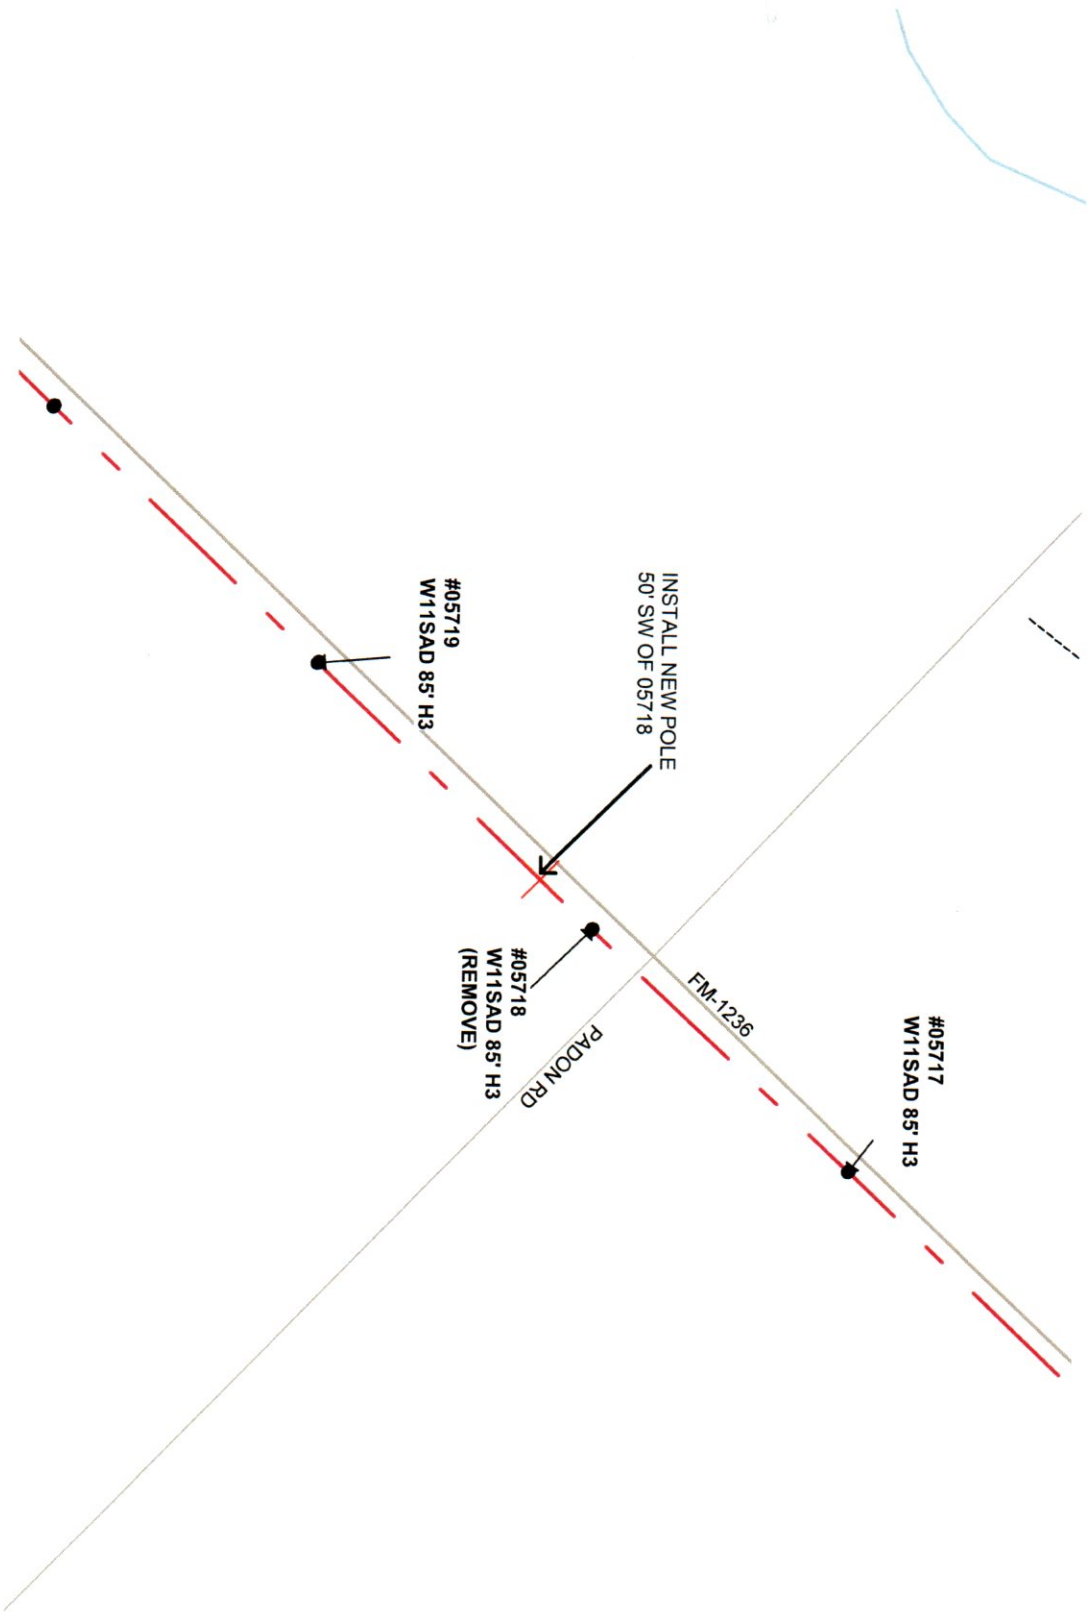 #05717
W11SAD 85' H3
INSTALL NEW POLE
50' SW OF 05718
FM-1236
#05719
W11SAD 85' H3
PADON RD
#05718
W11SAD 85' H3
(REMOVE)